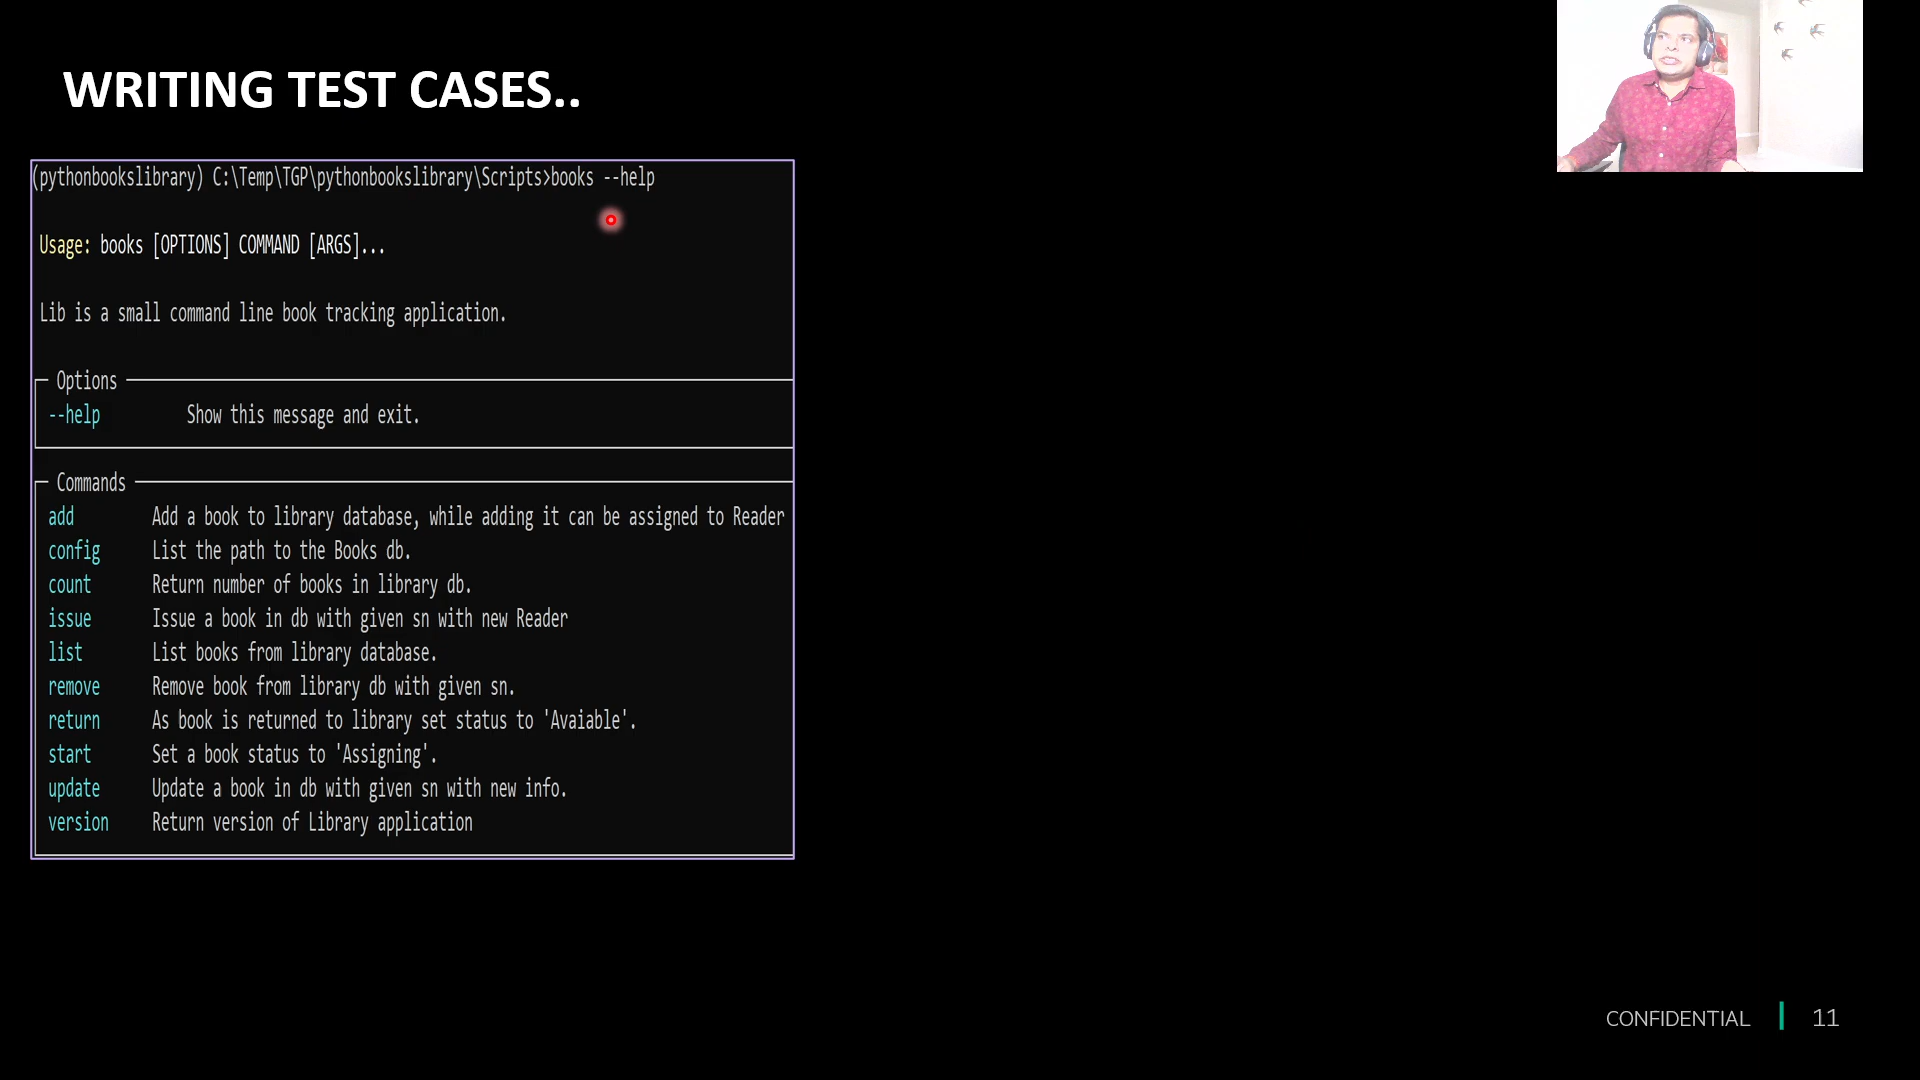 WRITING TEST CASES..
(pythonbookslibrary) C:\Temp\TGP\pythonbookslibrary\Scripts>books --help
Usage: books [OPTIONS] COMMAND [ARGS]...
Lib is a small command line book tracking application.
Options
--help Show this message and exit.
Commands
add Add a book to library database, while adding it can be assigned to Reader
config List the path to the Books db.
count Return number of books in library db.
issue Issue a book in db with given sn with new Reader
list List books from library database.
remove Remove book from library db with given sn.
return As book is returned to library set status to 'Avaiable'.
start Set a book status to 'Assigning'.
update Update a book in db with given sn with new info.
version Return version of Library application
CONFIDENTIAL 11